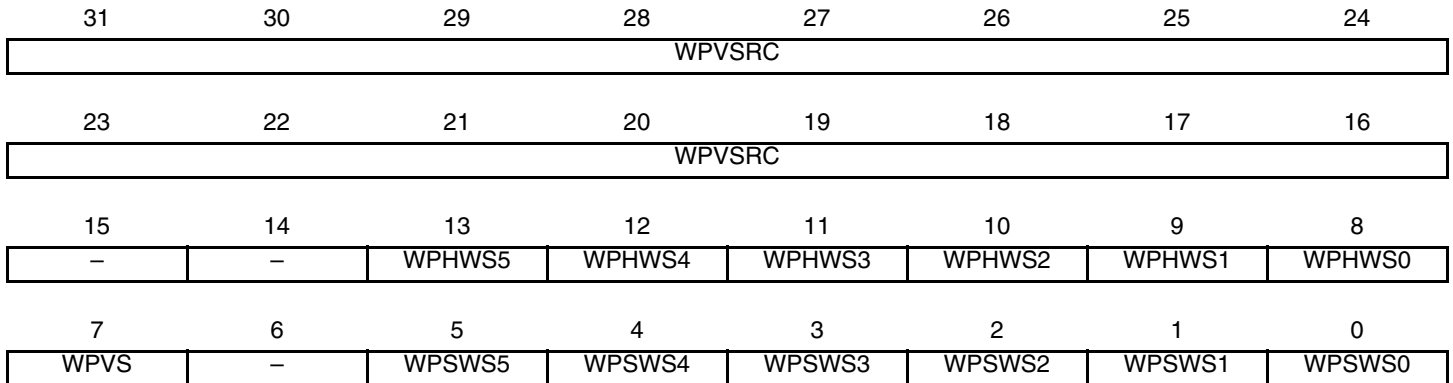 31 30 29 28 27 26 25 24
WPVSRC
23 22 21 20 19 18 17 16
WPVSRC
15 14 13 12 11 10 9 8
– – WPHWS5 WPHWS4 WPHWS3 WPHWS2 WPHWS1 WPHWS0
7 6 5 4 3 2 1 0
WPVS – WPSWS5 WPSWS4 WPSWS3 WPSWS2 WPSWS1 WPSWS0